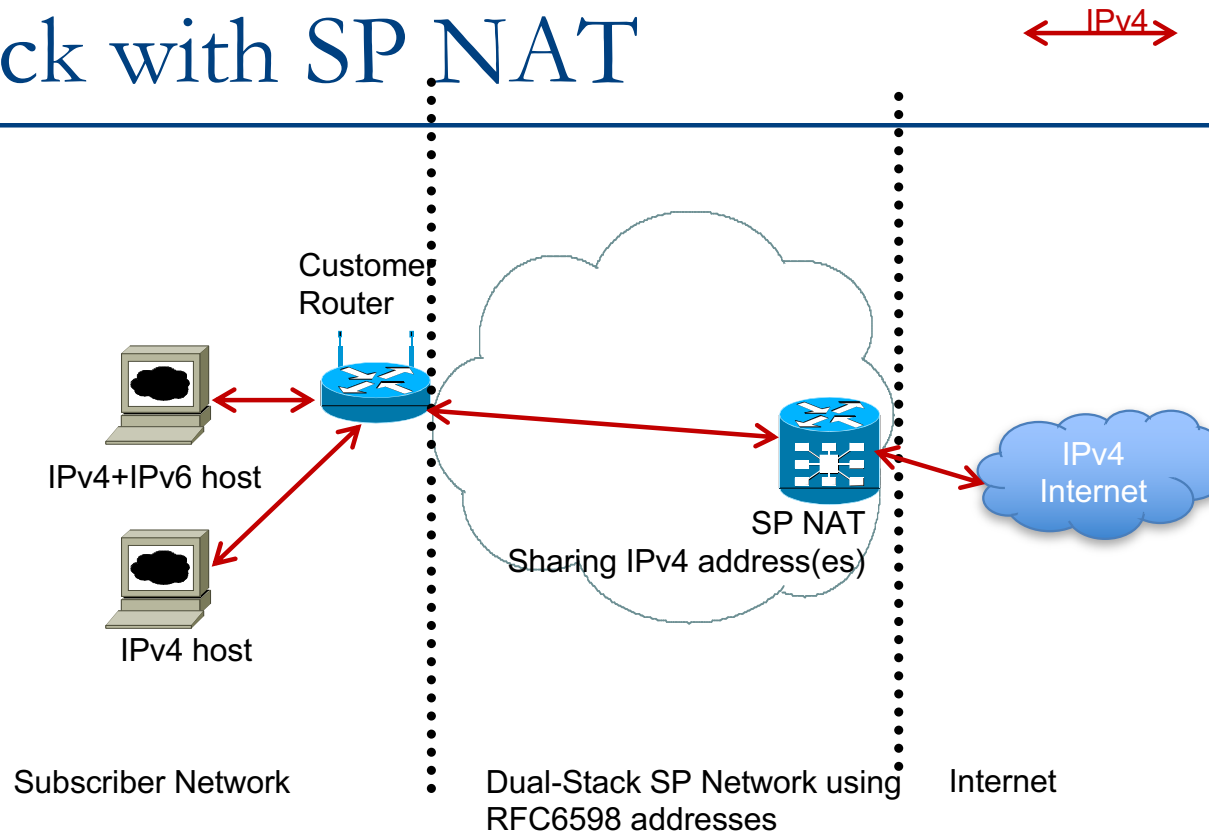 ck with SP NAT
IPv4
Customer
Router
IPv4+IPv6 host
IPv4
Internet
SP NAT
Sharing IPv4 address(es)
IPv4 host
Subscriber Network
Dual-Stack SP Network using
RFC6598 addresses
Internet